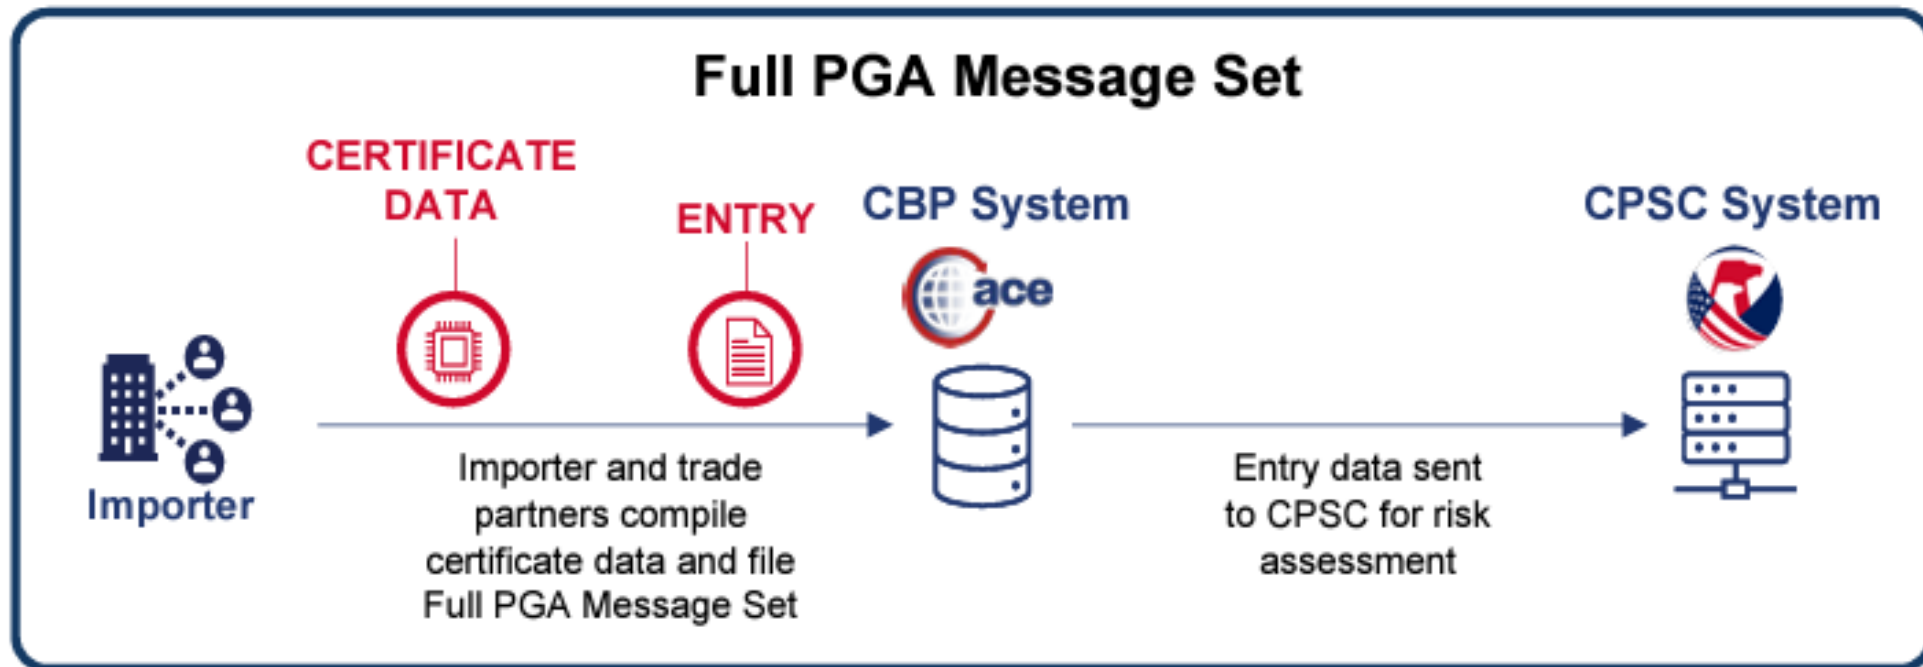 Full PGA Message Set
CERTIFICATE
DATA
ENTRY
CBP System
CPSC System
ace
Importer
Importer and trade
partners compile
certificate data and file
Full PGA Message Set
Entry data sent
to CPSC for risk
assessment